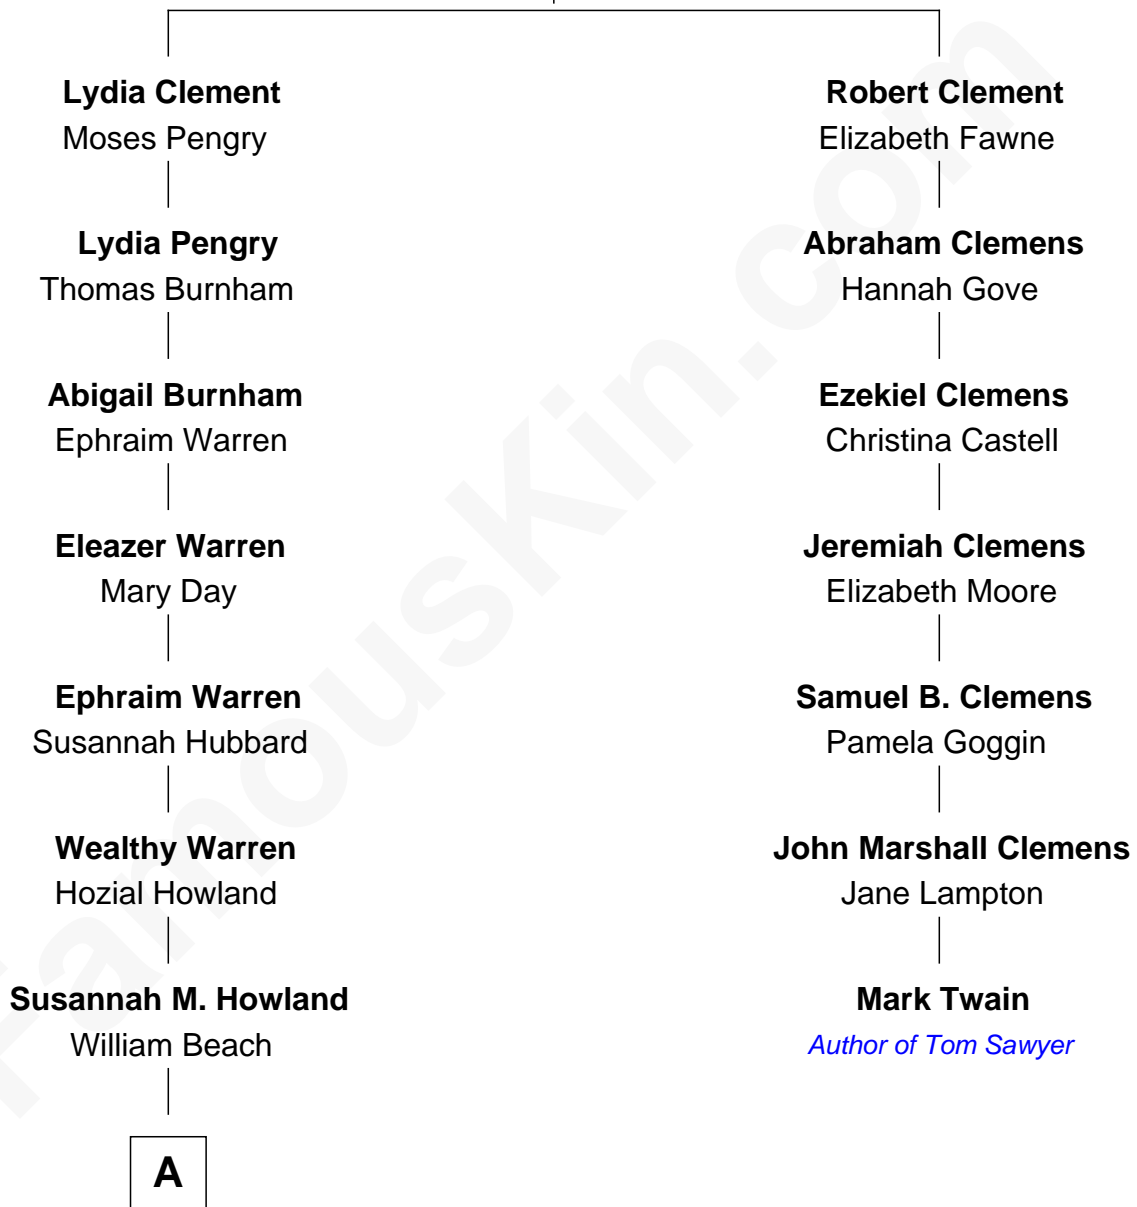 Lydia Clement
Moses Pengry
Robert Clement
Elizabeth Fawne
Lydia Pengry
Thomas Burnham
Abraham Clemens
Hannah Gove
Abigail Burnham
Ephraim Warren
Ezekiel Clemens
Christina Castell
Eleazer Warren
Mary Day
Jeremiah Clemens
Elizabeth Moore
Ephraim Warren
Susannah Hubbard
Samuel B. Clemens
Pamela Goggin
Wealthy Warren
Hozial Howland
John Marshall Clemens
Jane Lampton
Susannah M. Howland
William Beach
Mark Twain
Author of Tom Sawyer
A
FamousKin.com